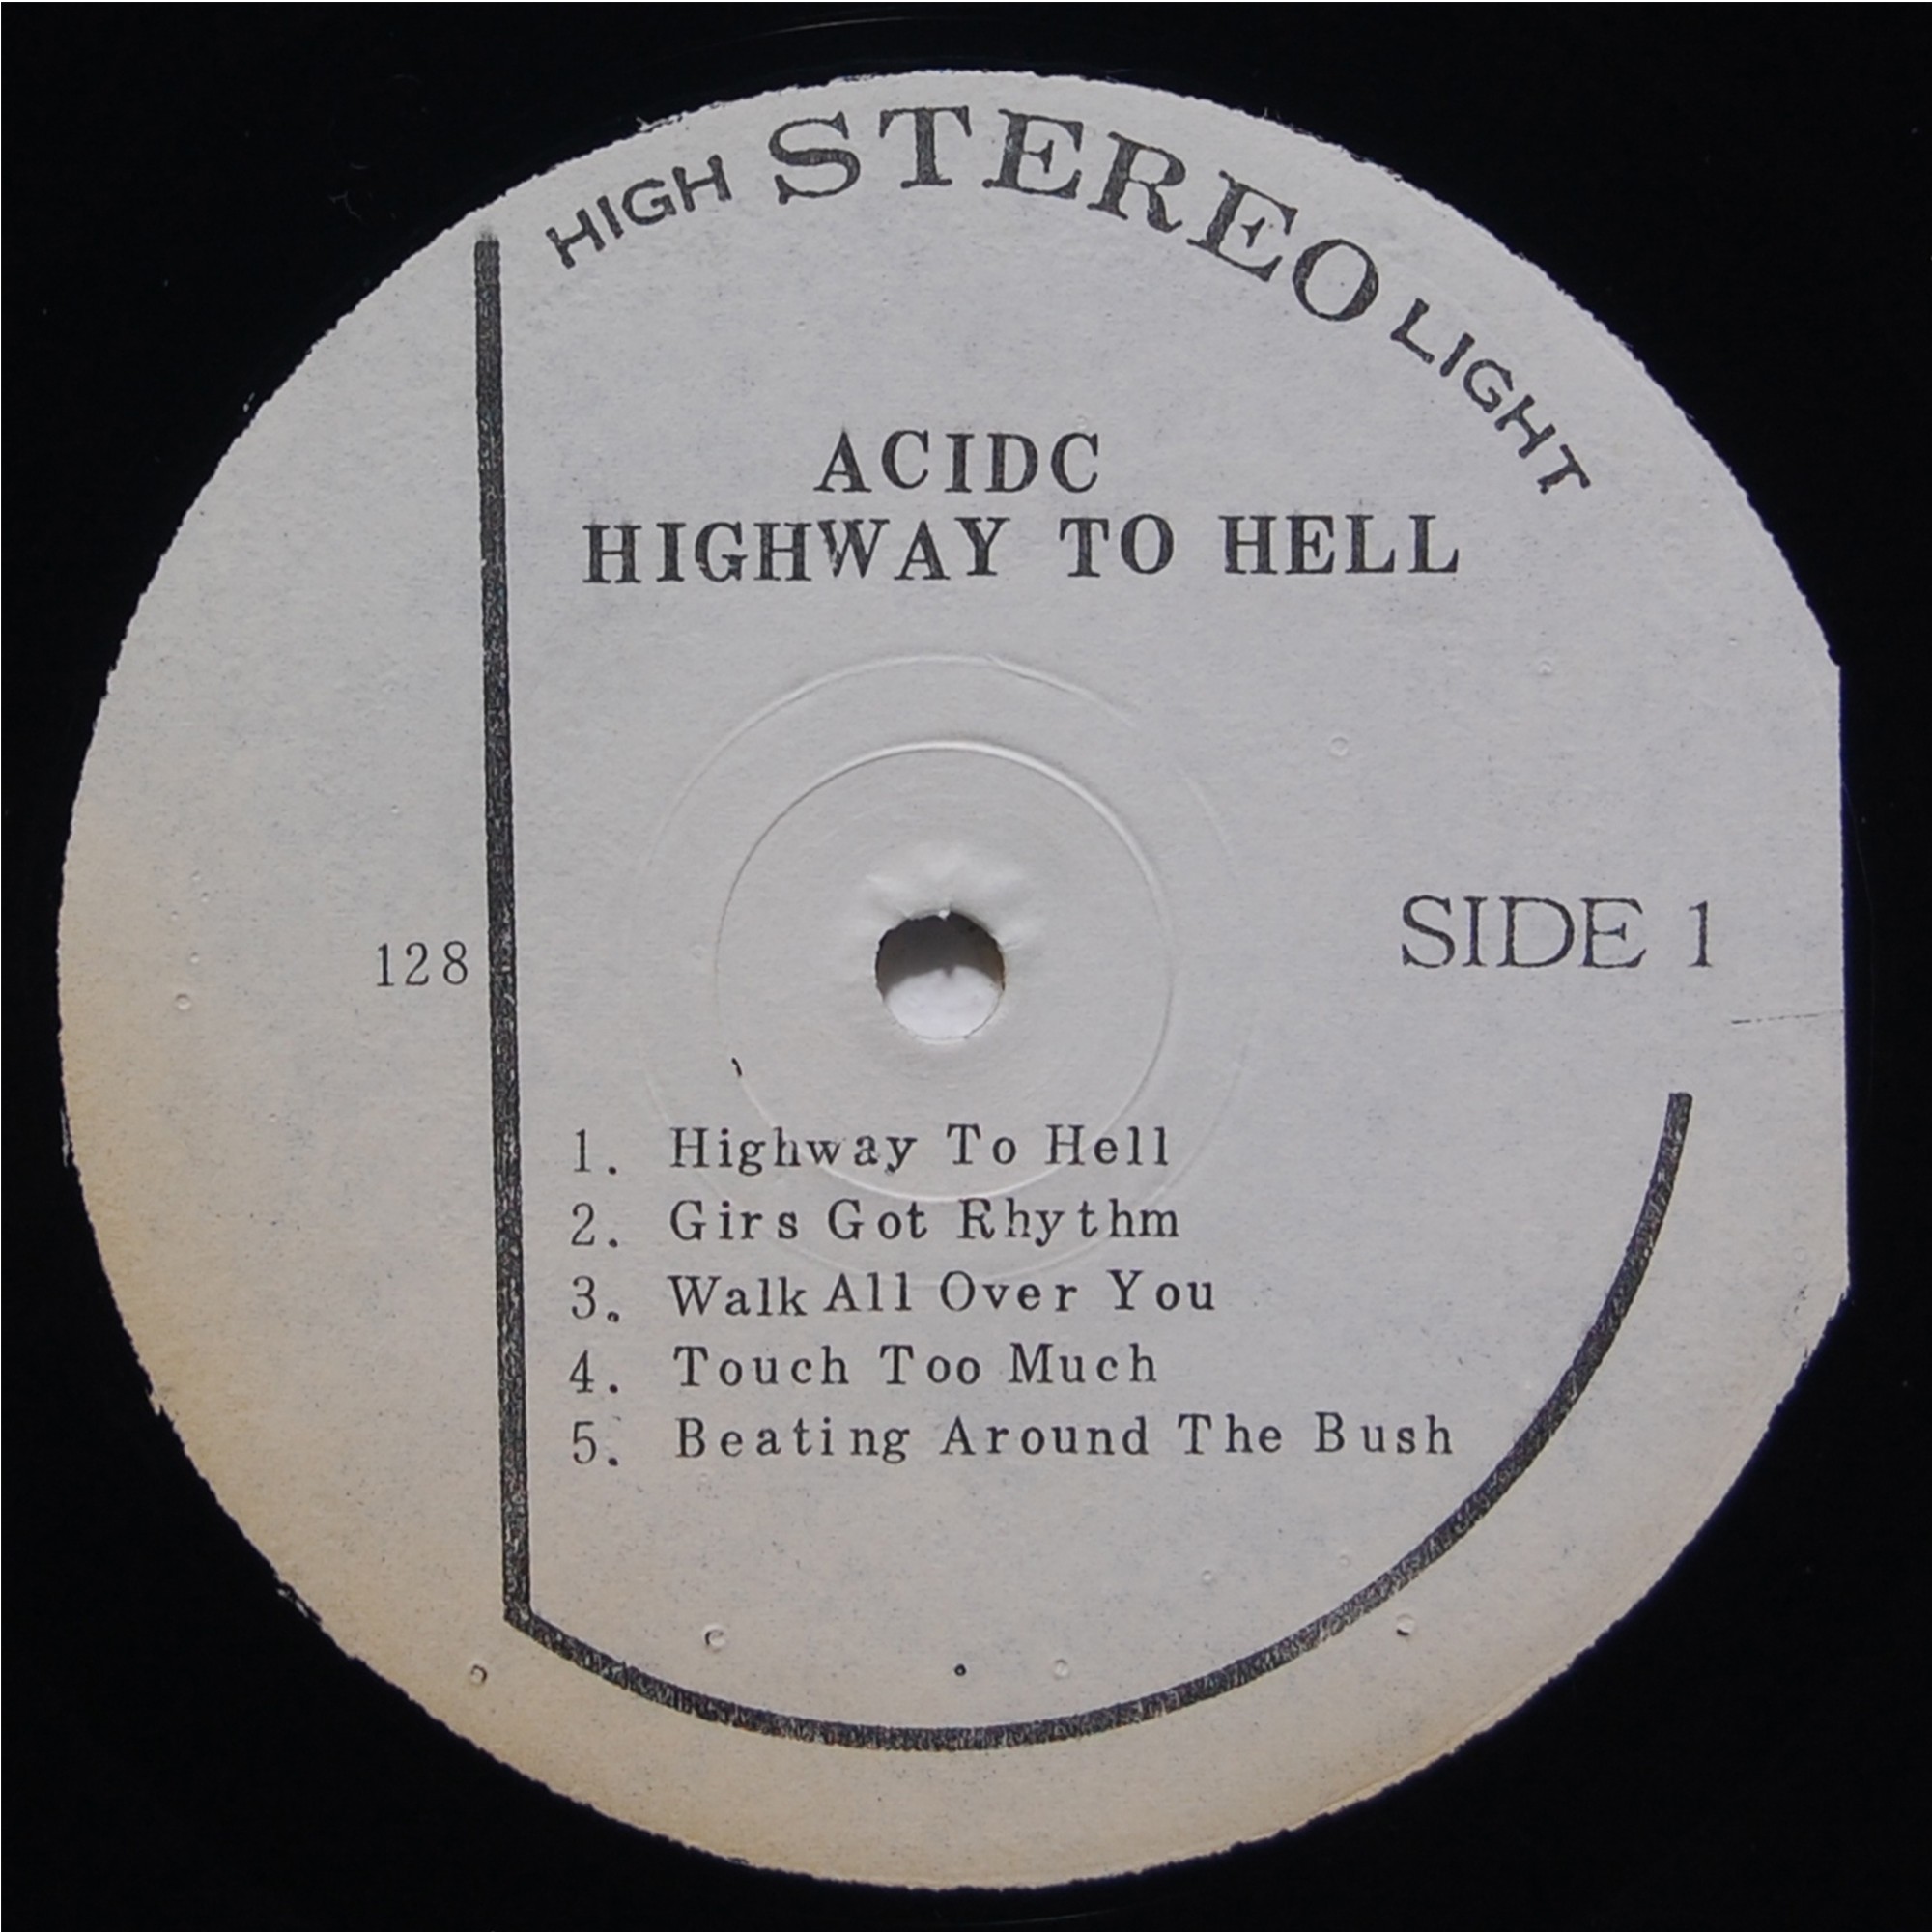 HIGH STEREO LIGHT
ACIDC
HIGHWAY TO HELL
128
SIDE 1
1. Highway To Hell
2. Girs Got Rhythm
3. Walk All Over You
4. Touch Too Much
5. Beating Around The Bush